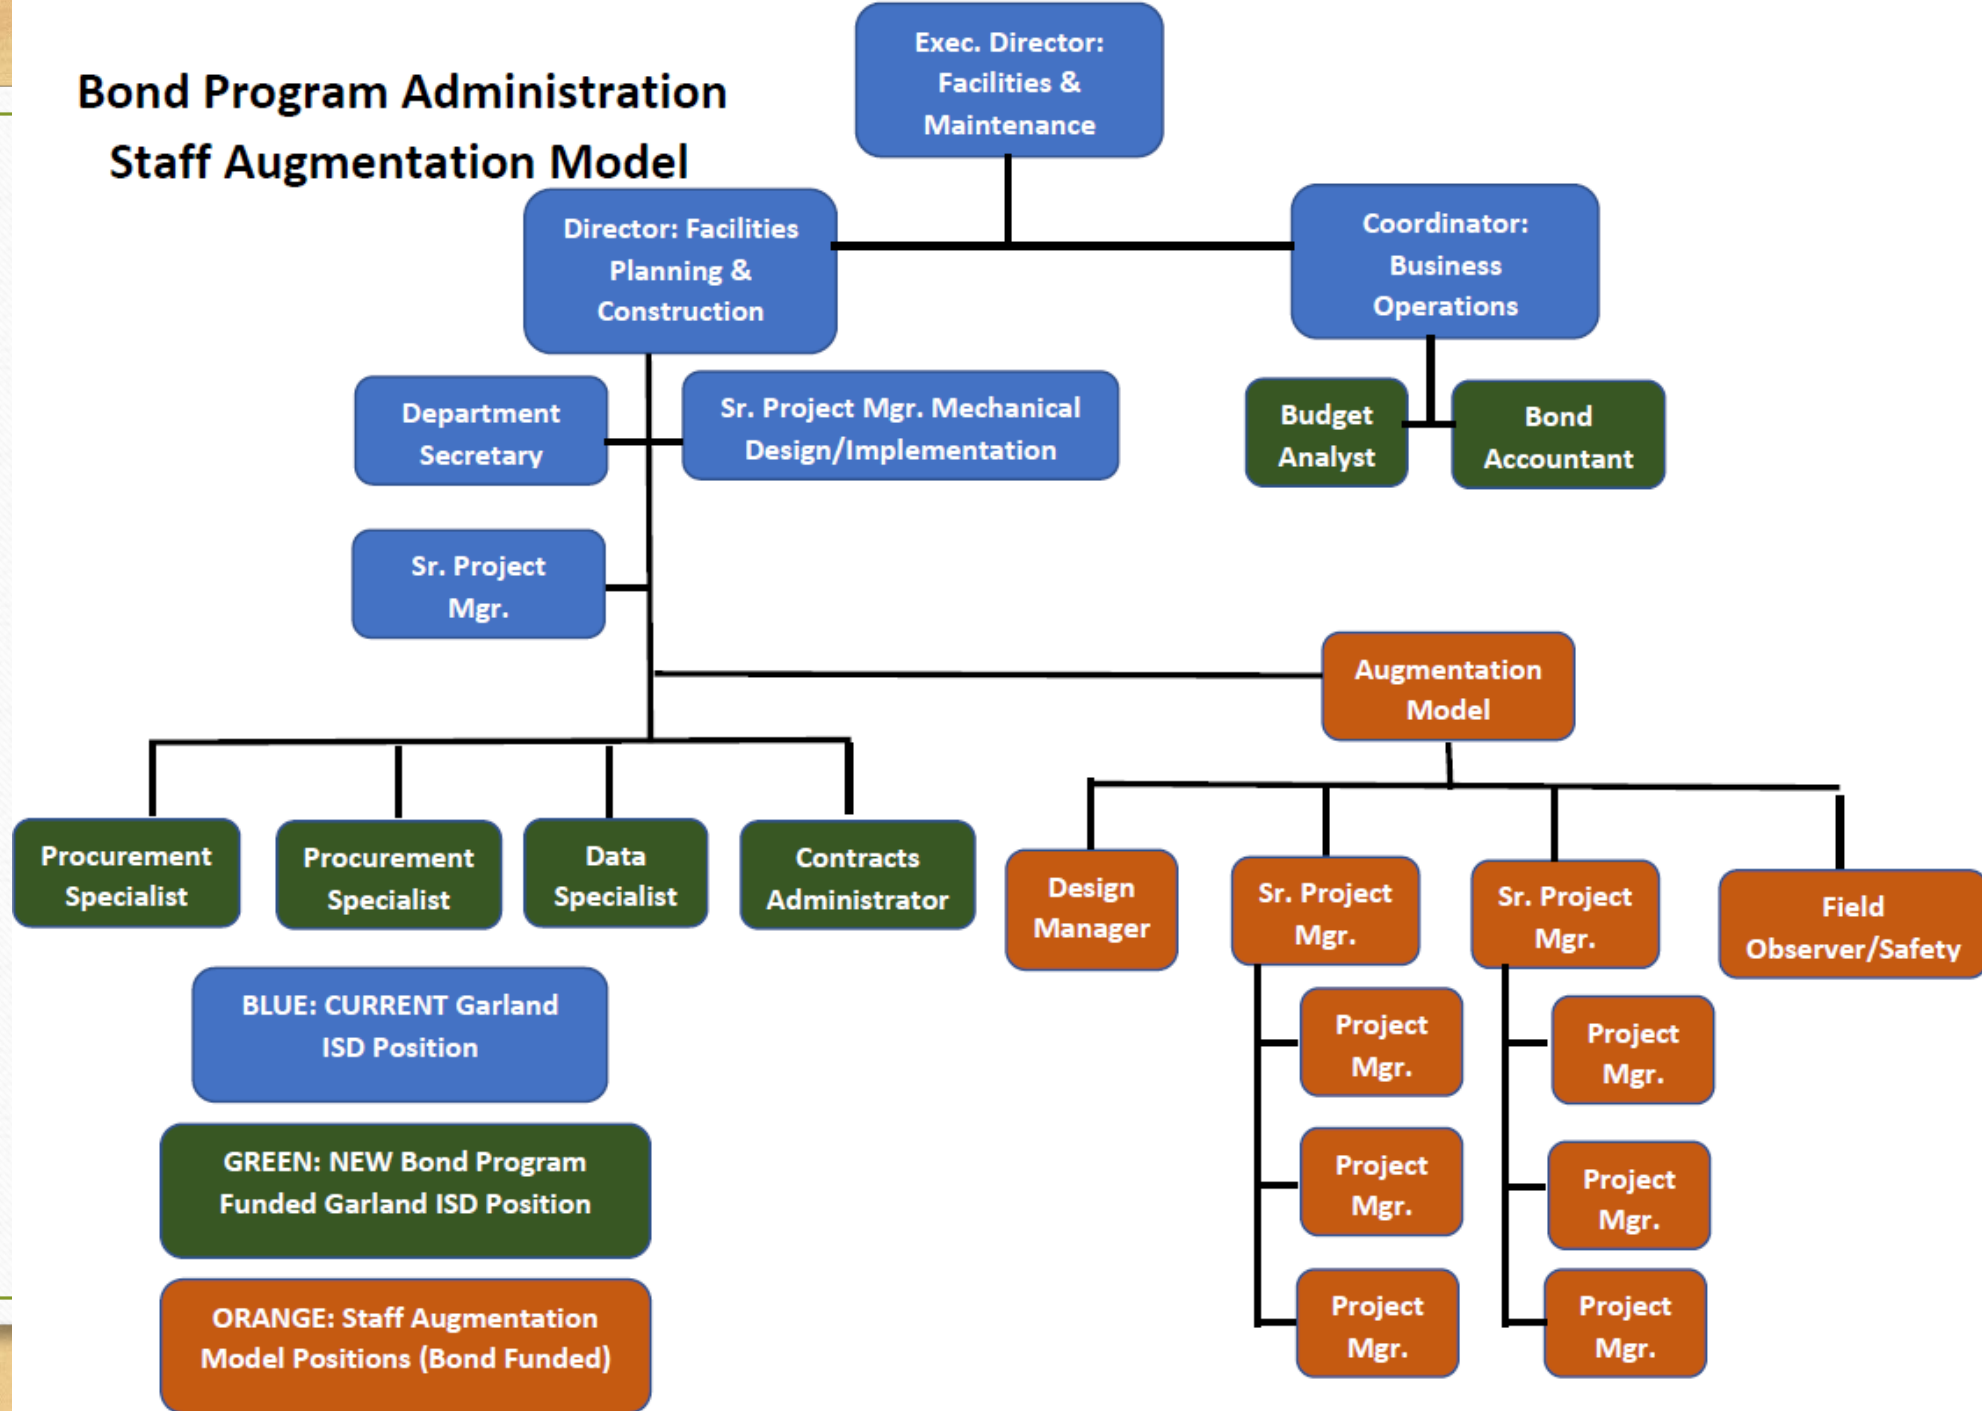 Bond Program Administration
Staff Augmentation Model
Exec. Director:
Facilities &
Maintenance
Director: Facilities
Planning &
Construction
Coordinator:
Business
Operations
Department
Secretary
Sr. Project Mgr. Mechanical
Design/Implementation
Budget
Analyst
Bond
Accountant
Sr. Project
Mgr.
Augmentation
Model
Procurement
Specialist
Procurement
Specialist
Data
Specialist
Contracts
Administrator
Design
Manager
Sr. Project
Mgr.
Sr. Project
Mgr.
Field
Observer/Safety
Project
Mgr.
Project
Mgr.
Project
Mgr.
Project
Mgr.
Project
Mgr.
Project
Mgr.
BLUE: CURRENT Garland
ISD Position
GREEN: NEW Bond Program
Funded Garland ISD Position
ORANGE: Staff Augmentation
Model Positions (Bond Funded)